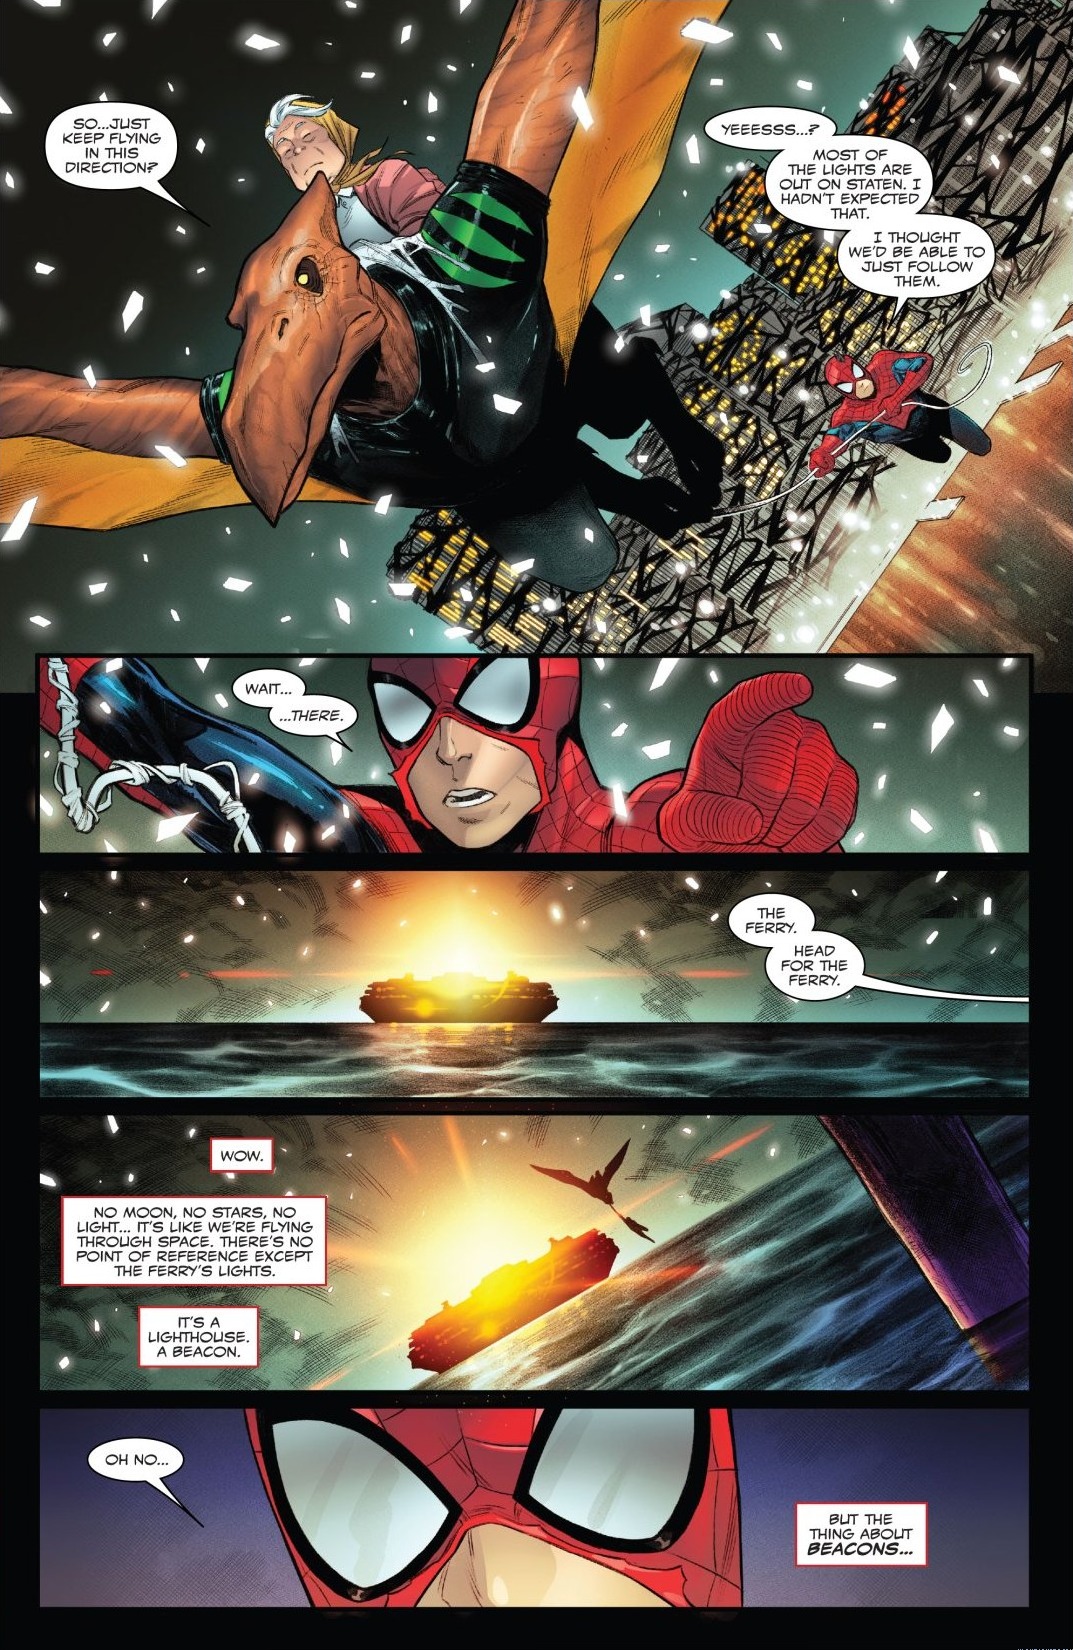 SO...JUST
KEEP FLYING
IN THIS
DIRECTION?
YEEEESSS...?
MOST OF
THE LIGHTS ARE
OUT ON STATEN. I
HADN'T EXPECTED
THAT.
I THOUGHT
WE'D BE ABLE TO
JUST FOLLOW
THEM.
WAIT...
...THERE.
THE
FERRY.
HEAD
FOR THE
FERRY.
WOW.
NO MOON, NO STARS, NO
LIGHT... IT'S LIKE WE'RE FLYING
THROUGH SPACE. THERE'S NO
POINT OF REFERENCE EXCEPT
THE FERRY'S LIGHTS.
IT'S A
LIGHTHOUSE.
A BEACON.
OH NO...
BUT THE
THING ABOUT
BEACONS...